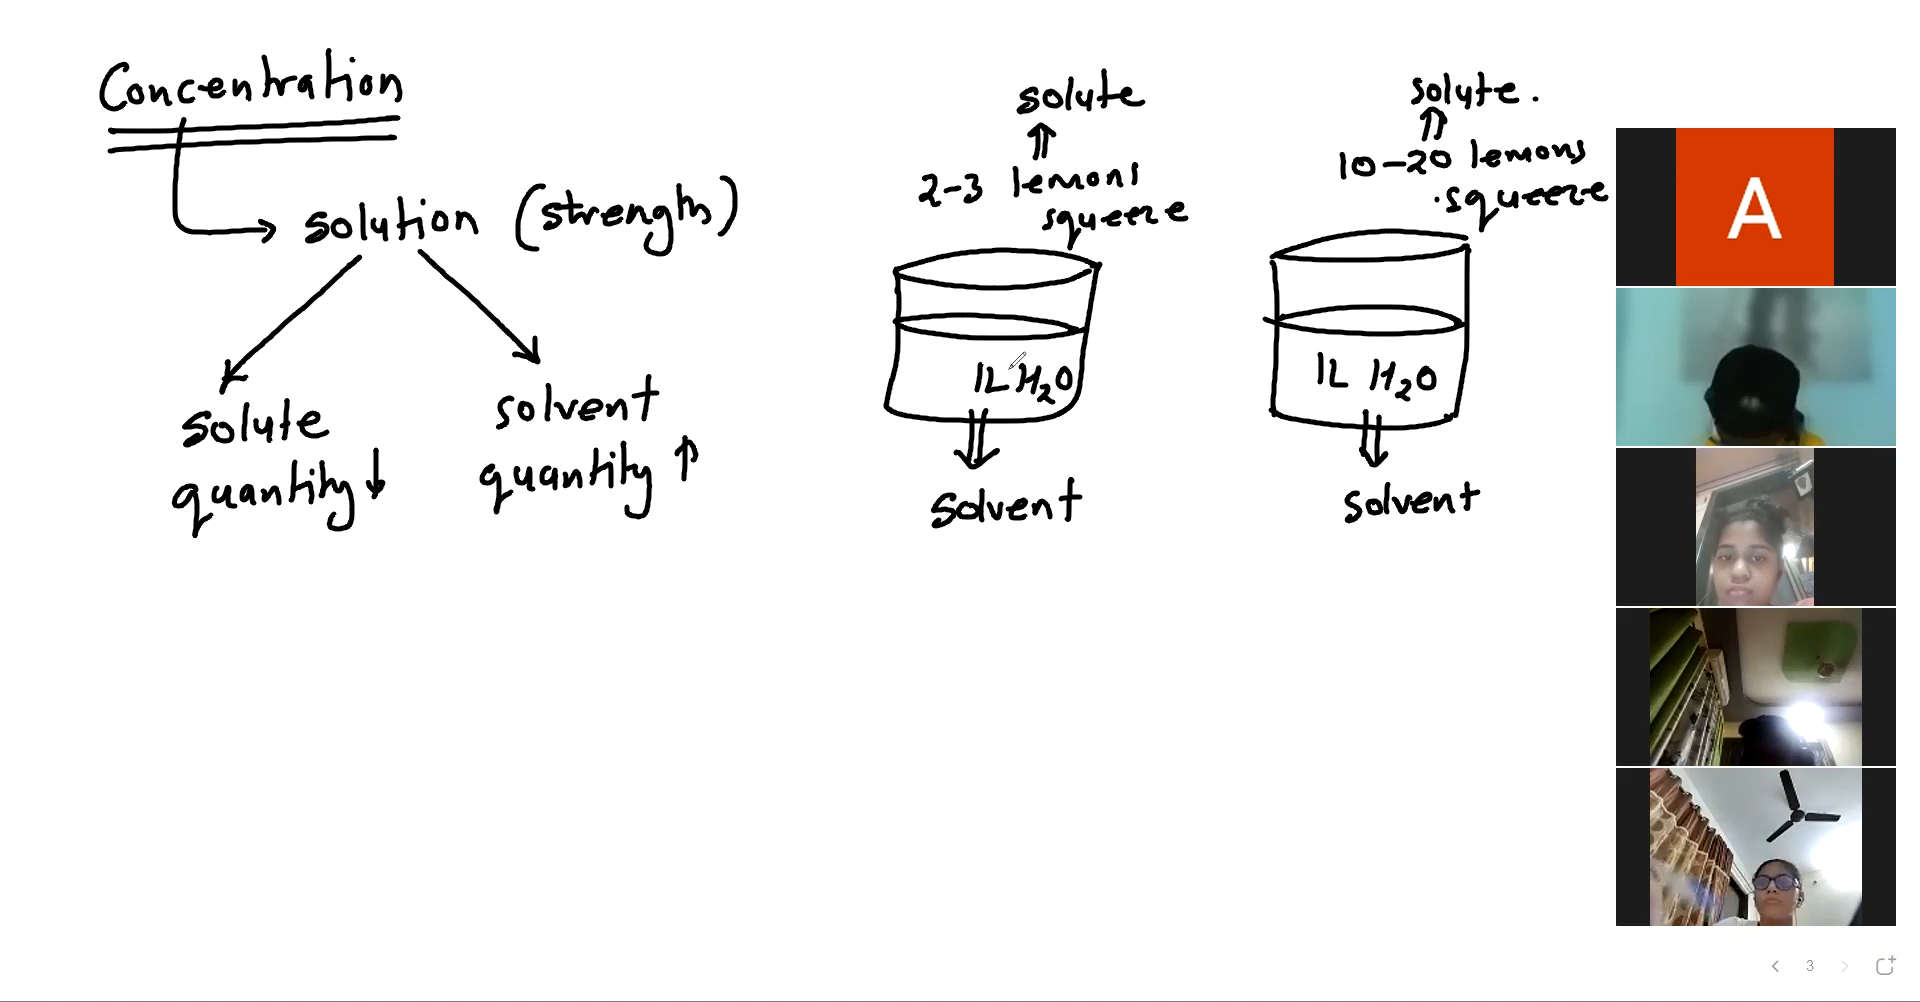 Concentration
solution (strength)
solute
quantity ↓
solvent
quantity ↑
solute
⇑
2-3 lemons
squeeze
1L H₂O
solvent
solute.
⇑
10-20 lemons
squeeze
1L H₂O
solvent
A
3